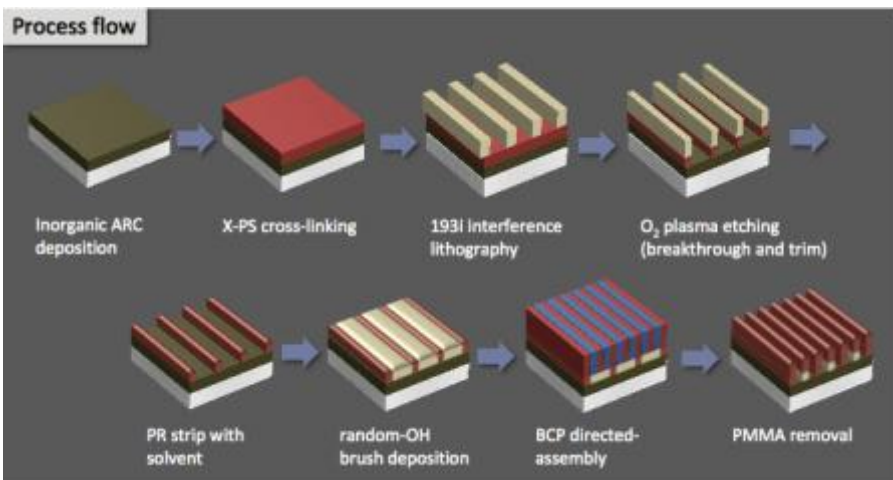 Process flow
Inorganic ARC
deposition
X-PS cross-linking
193i interference
lithography
O₂ plasma etching
(breakthrough and trim)
PR strip with
solvent
random-OH
brush deposition
BCP directed-
assembly
PMMA removal